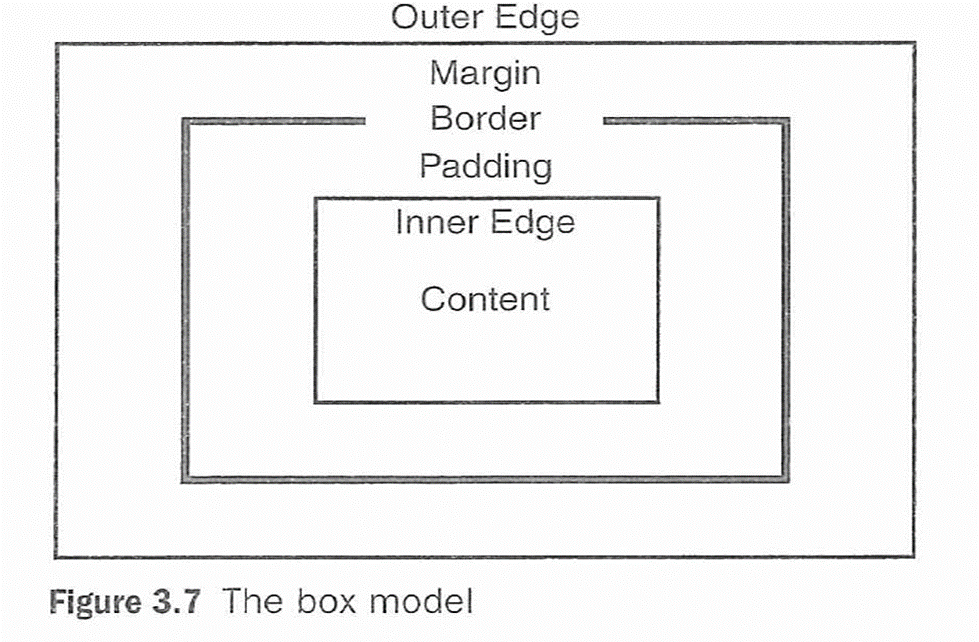 Outer Edge
Margin
Border
Padding
Inner Edge
Content
Figure 3.7 The box model